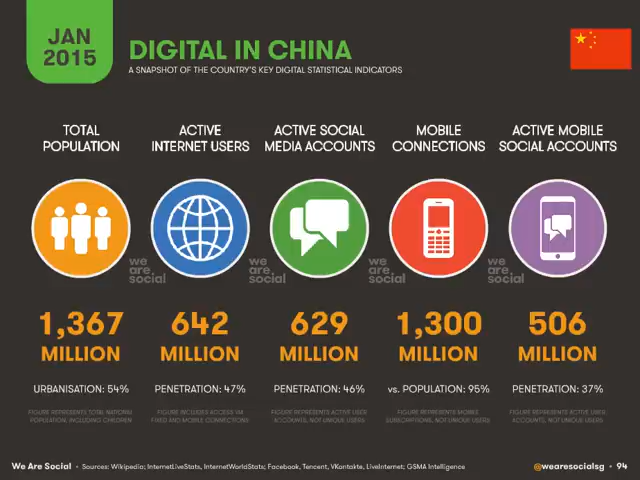 JAN
2015
DIGITAL IN CHINA
A SNAPSHOT OF THE COUNTRY'S KEY DIGITAL STATISTICAL INDICATORS
TOTAL
POPULATION
ACTIVE
INTERNET USERS
ACTIVE SOCIAL
MEDIA ACCOUNTS
MOBILE
CONNECTIONS
ACTIVE MOBILE
SOCIAL ACCOUNTS
we
are
social
we
are
social
we
are
social
we
are
social
1,367
MILLION
642
MILLION
629
MILLION
1,300
MILLION
506
MILLION
URBANISATION: 54%
PENETRATION: 47%
PENETRATION: 46%
vs. POPULATION: 95%
PENETRATION: 37%
FIGURE REPRESENTS TOTAL NATIONAL
POPULATION, INCLUDING CHILDREN
FIGURE INCLUDES ACCESS VIA
FIXED AND MOBILE CONNECTIONS
FIGURE REPRESENTS ACTIVE USER
ACCOUNTS, NOT UNIQUE USERS
FIGURE REPRESENTS MOBILE
SUBSCRIPTIONS, NOT UNIQUE USERS
FIGURE REPRESENTS ACTIVE USER
ACCOUNTS, NOT UNIQUE USERS
We Are Social • Sources: Wikipedia; InternetLiveStats, InternetWorldStats; Facebook, Tencent, VKontakte, LiveInternet; GSMA Intelligence
@wearesocialsg • 94